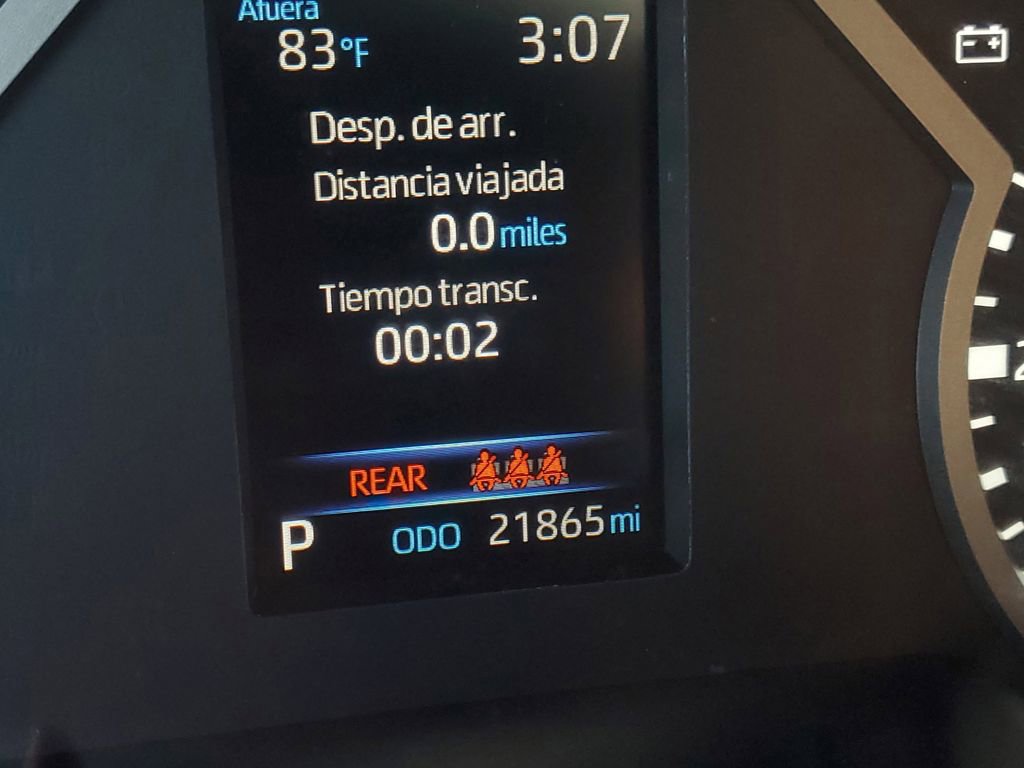 Afuera
83°F 3:07
Desp. de arr.
Distancia viajada
0.0 miles
Tiempo transc.
00:02
REAR
P ODO 21865 mi
2